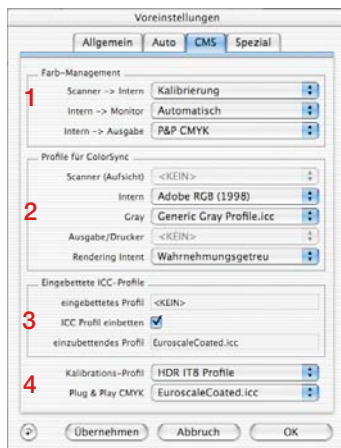 Voreinstellungen
Allgemein Auto CMS Spezial
Farb-Management
1
Scanner -> Intern Kalibrierung
Intern -> Monitor Automatisch
Intern -> Ausgabe P&P CMYK
Profile für ColorSync
Scanner (Aufsicht) <KEIN>
2
Intern Adobe RGB (1998)
Gray Generic Gray Profile.icc
Ausgabe/Drucker <KEIN>
Rendering Intent Wahrnehmungsgetreu
Eingebettete ICC-Profile
eingebettetes Profil <KEIN>
3
ICC Profil einbetten
einzubettendes Profil EuroscaleCoated.icc
4
Kalibrations-Profil HDR IT8 Profile
Plug & Play CMYK EuroscaleCoated.icc
Übernehmen Abbruch OK